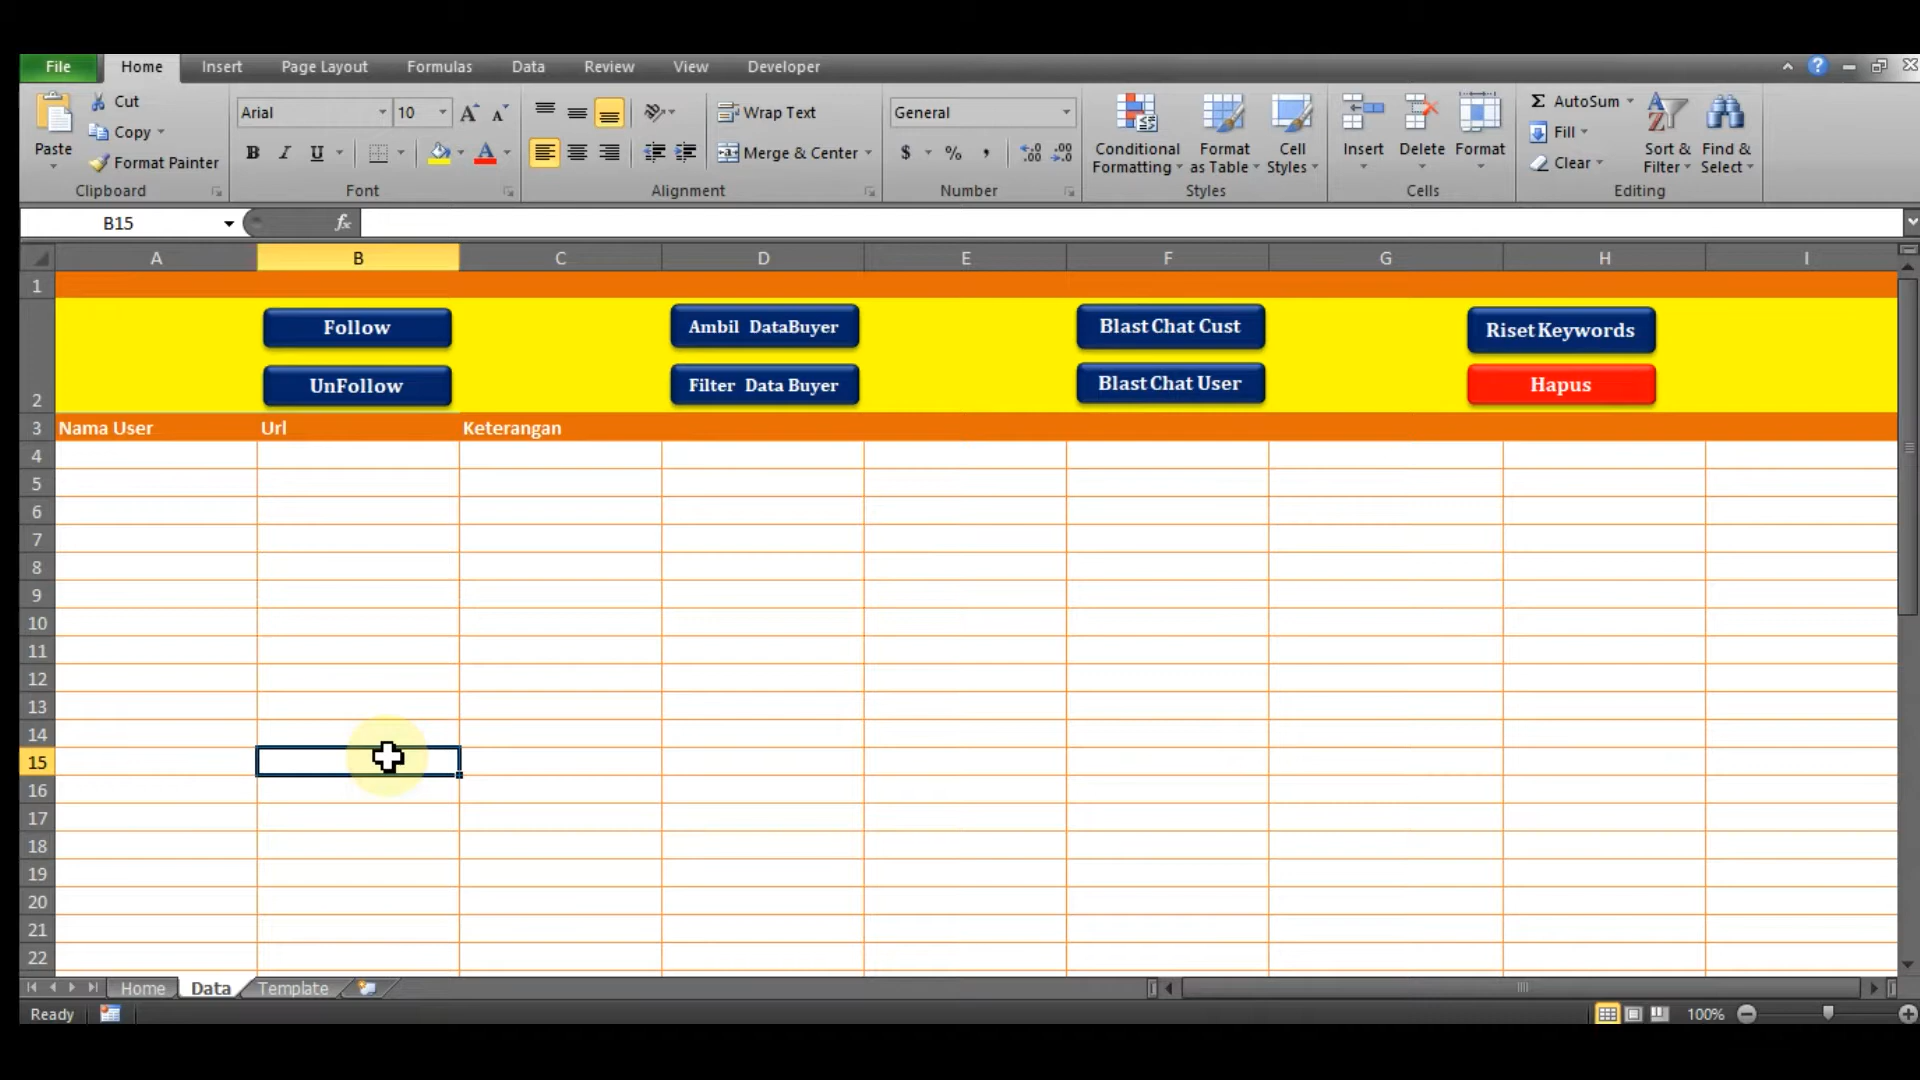 File Home Insert Page Layout Formulas Data Review View Developer
Paste
Cut
Copy
Format Painter
Clipboard
Arial 10
B I U
Font
Wrap Text
Merge & Center
Alignment
General
$ % ,
Number
Conditional Formatting
Format as Table
Cell Styles
Styles
Insert Delete Format
Cells
Σ AutoSum
Fill
Clear
Sort & Filter
Find & Select
Editing
B15 fx
A B C D E F G H I
1
Follow Ambil DataBuyer Blast Chat Cust Riset Keywords
UnFollow Filter Data Buyer Blast Chat User Hapus
2
3 Nama User Url Keterangan
4
5
6
7
8
9
10
11
12
13
14
15
16
17
18
19
20
21
22
Home Data Template
Ready 100%